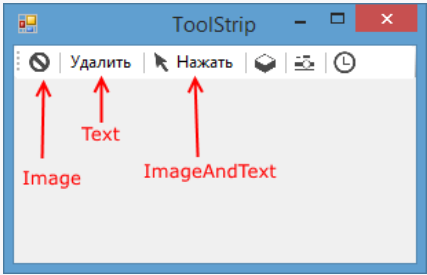 ToolStrip
Удалить
Нажать
Text
Image
ImageAndText